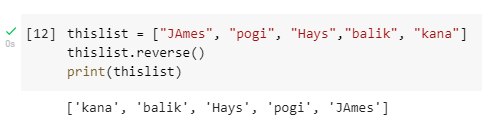 [12] thislist = ["JAmes", "pogi", "Hays","balik", "kana"]
0s
thislist.reverse()
print(thislist)
['kana', 'balik', 'Hays', 'pogi', 'JAmes']